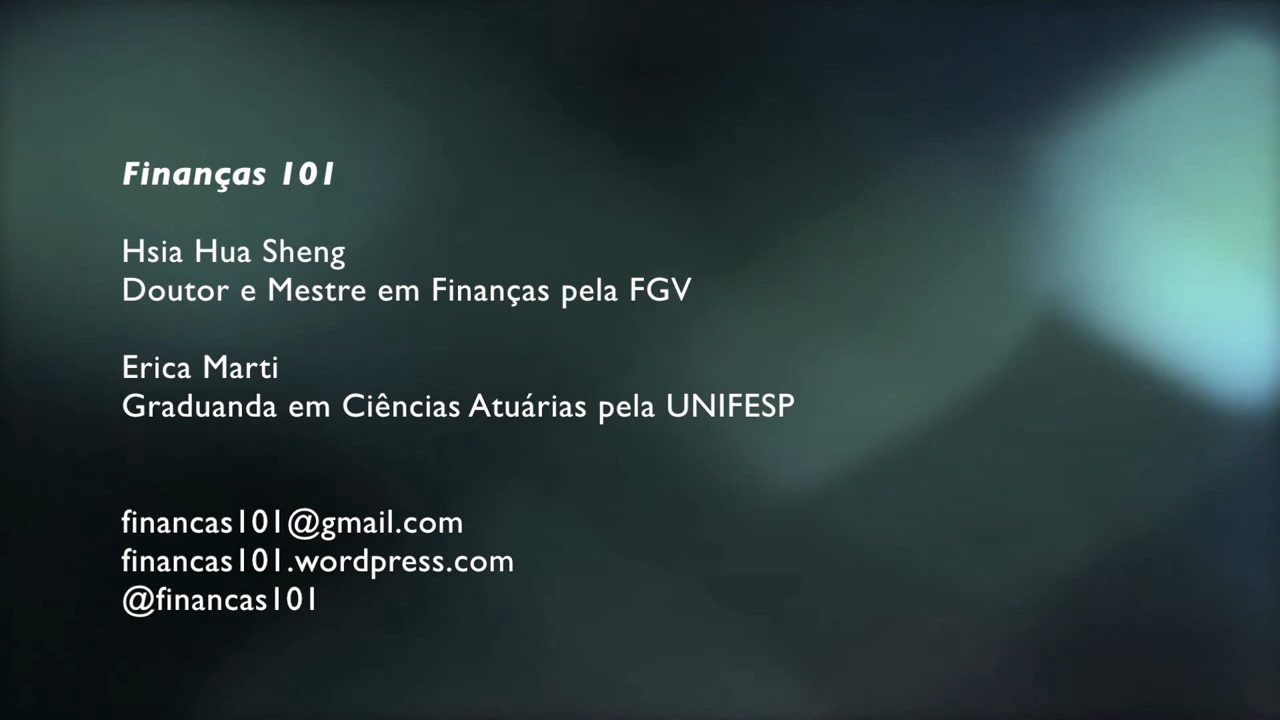 Finanças 101
Hsia Hua Sheng
Doutor e Mestre em Finanças pela FGV
Erica Marti
Graduanda em Ciências Atuárias pela UNIFESP
financas101@gmail.com
financas101.wordpress.com
@financas101